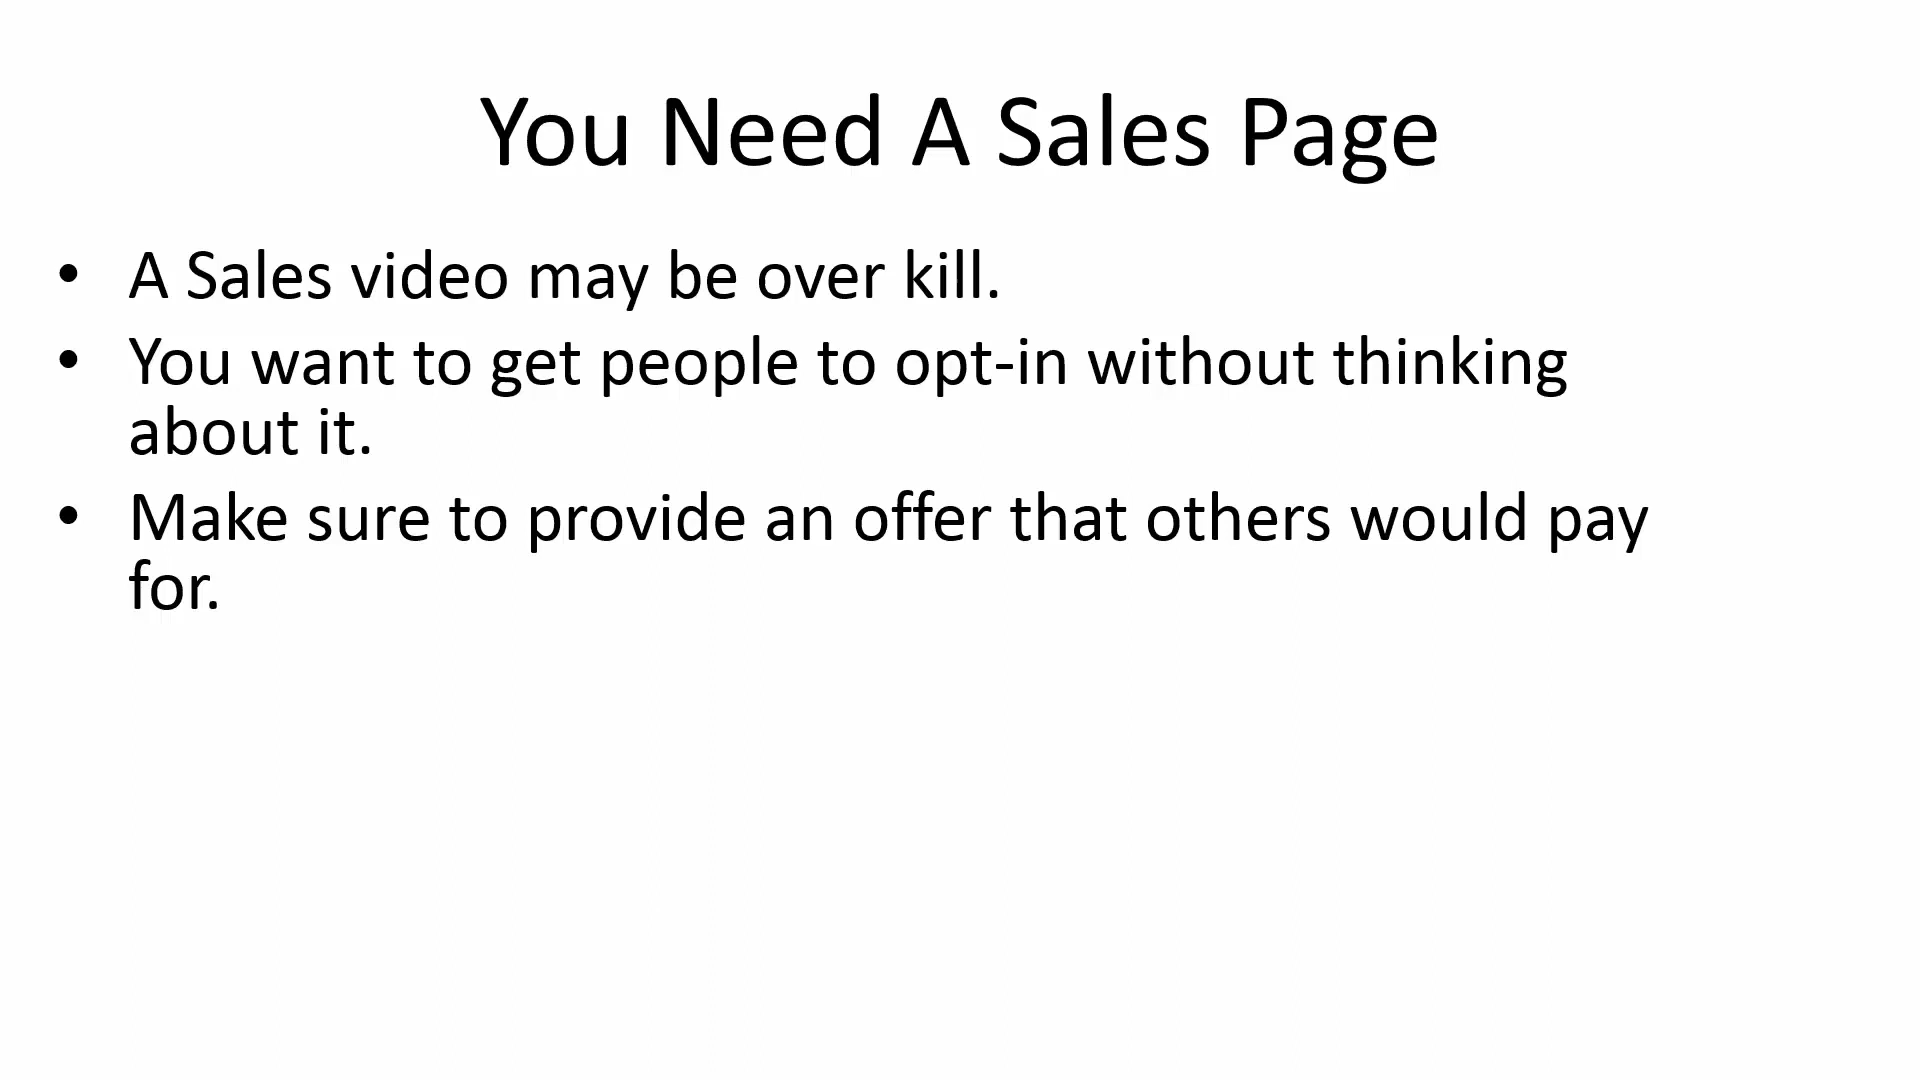 You Need A Sales Page
• A Sales video may be over kill.
• You want to get people to opt-in without thinking
about it.
• Make sure to provide an offer that others would pay
for.